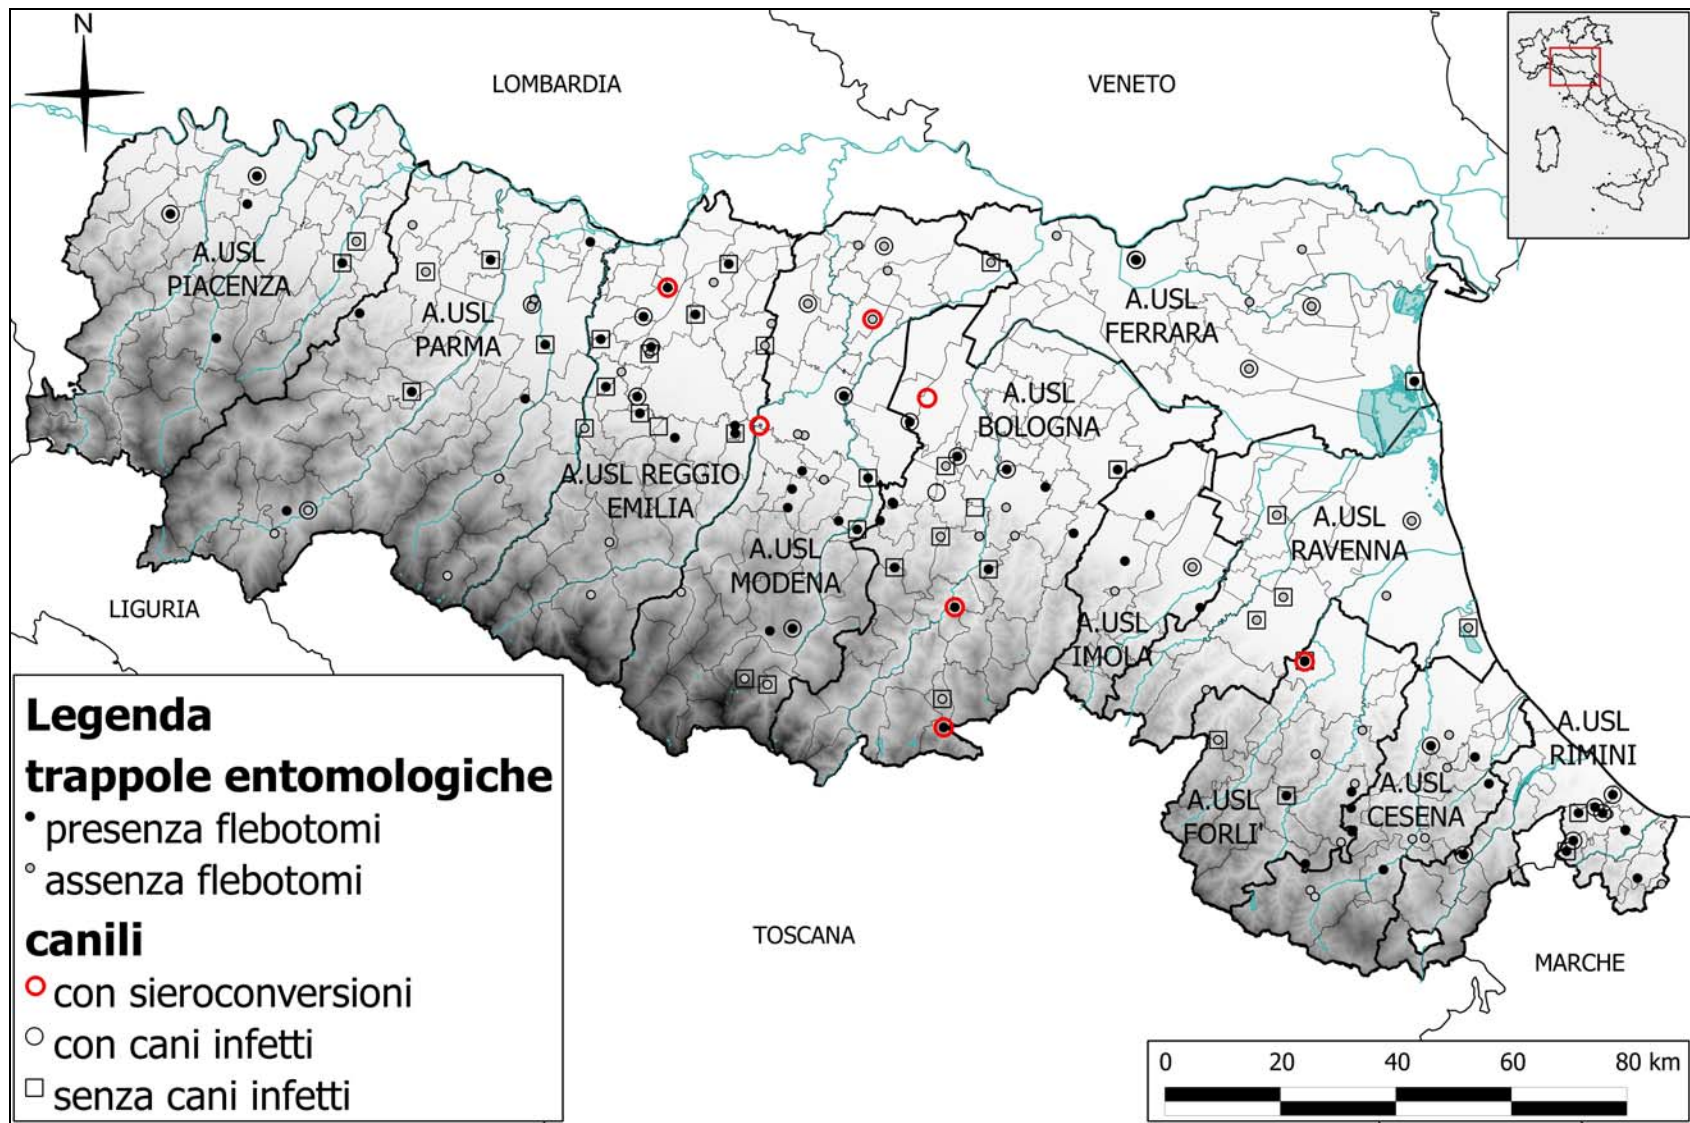 N
LOMBARDIA
VENETO
A.USL
PIACENZA
A.USL
PARMA
A.USL
FERRARA
A.USL
BOLOGNA
A.USL REGGIO
EMILIA
A.USL
RAVENNA
A.USL
MODENA
LIGURIA
A.USL
IMOLA
A.USL
RIMINI
A.USL
FORLI'
A.USL
CESENA
TOSCANA
MARCHE
Legenda
trappole entomologiche
presenza flebotomi
assenza flebotomi
canili
con sieroconversioni
con cani infetti
senza cani infetti
0 20 40 60 80 km